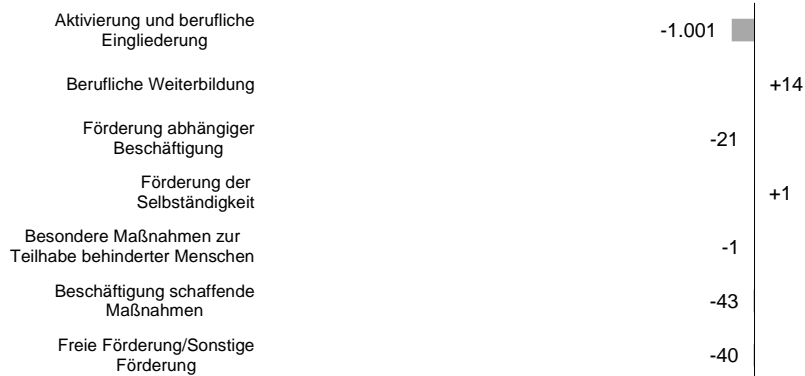 Aktivierung und berufliche
Eingliederung
-1.001
Berufliche Weiterbildung
+14
Förderung abhängiger
Beschäftigung
-21
Förderung der
Selbständigkeit
+1
Besondere Maßnahmen zur
Teilhabe behinderter Menschen
-1
Beschäftigung schaffende
Maßnahmen
-43
Freie Förderung/Sonstige
Förderung
-40